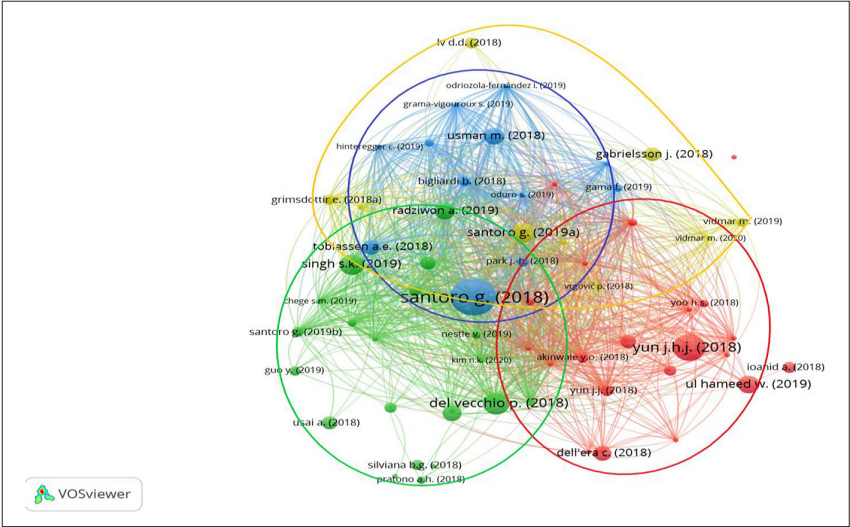 lv d.d. (2018)
odriozola-fernández i. (2019)
grama-vigouroux s. (2019)
usman m. (2018)
hinteregger c. (2019)
gabrielsson j. (2018)
bigliardi b. (2018)
gama f. (2019)
oduro s. (2019)
grimsdottir e. (2018a)
radziwon a. (2019)
vidmar m. (2019)
santoro g. (2019a)
vidmar m. (2020)
tobiassen a.e. (2018)
singh s.k. (2019)
park j.-h. (2018)
vrgović p. (2018)
santoro g. (2018)
chege s.m. (2019)
yoo h.s. (2018)
santoro g. (2019b)
nestle v. (2019)
yun j.h.j. (2018)
kim n.k. (2020)
akinwale y.o. (2018)
guo y. (2019)
ioanid a. (2018)
ul hameed w. (2019)
yun j.j. (2018)
del vecchio p. (2018)
usai a. (2018)
dell'era c. (2018)
silviana b.g. (2018)
pratono a.h. (2018)
VOSviewer